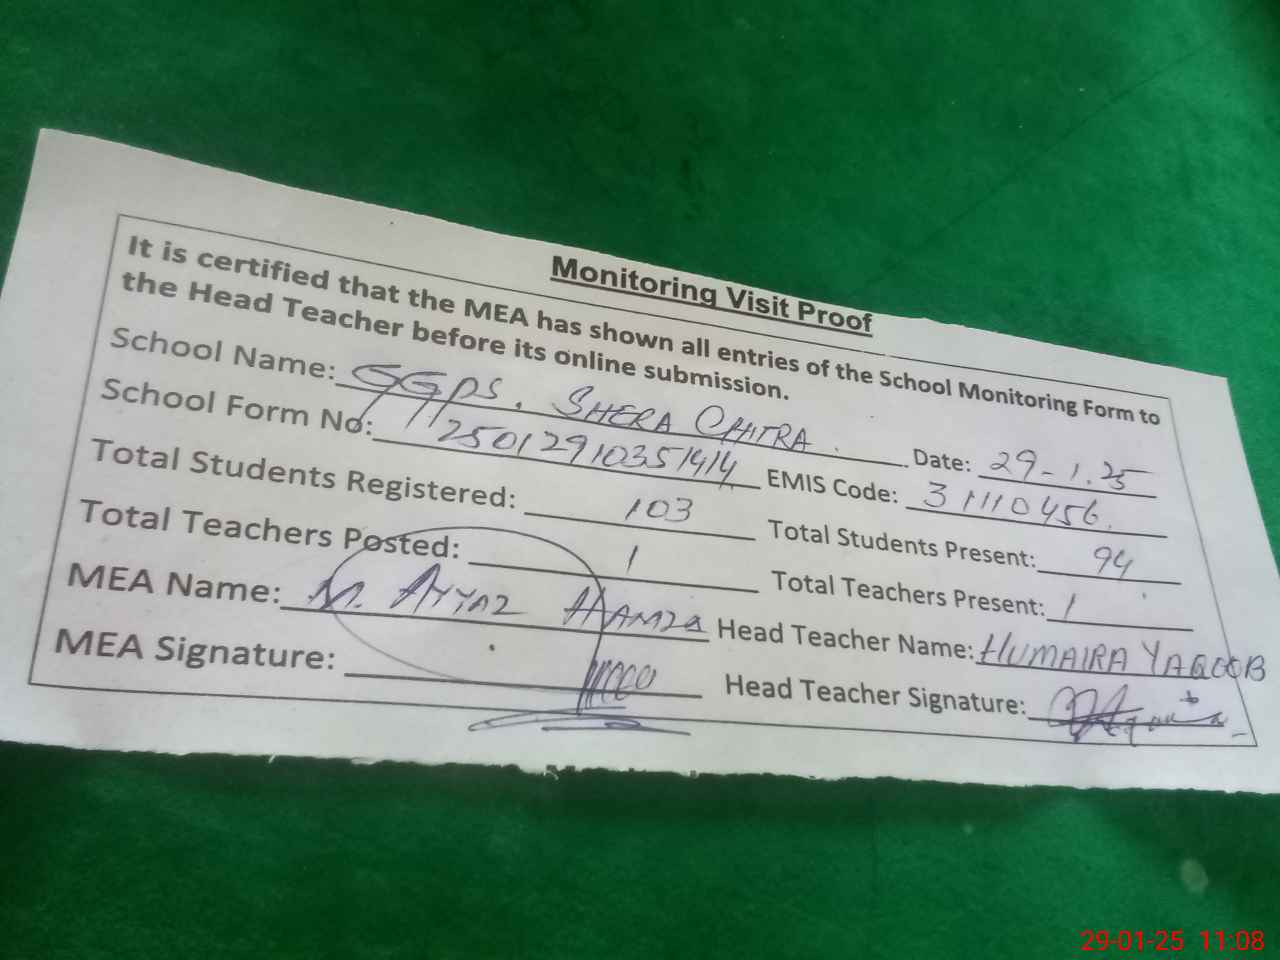 Monitoring Visit Proof
It is certified that the MEA has shown all entries of the School Monitoring Form to
the Head Teacher before its online submission.
School Name: GGPS. SHERA CHITRA. Date: 29-1.25
School Form No: 25012910351414 EMIS Code: 31110456.
Total Students Registered: 103 Total Students Present: 94
Total Teachers Posted: 1 Total Teachers Present: 1
MEA Name: M. AYYAZ HAMZA Head Teacher Name: HUMAIRA YAQOOB
MEA Signature: Head Teacher Signature:
29-01-25 11:08